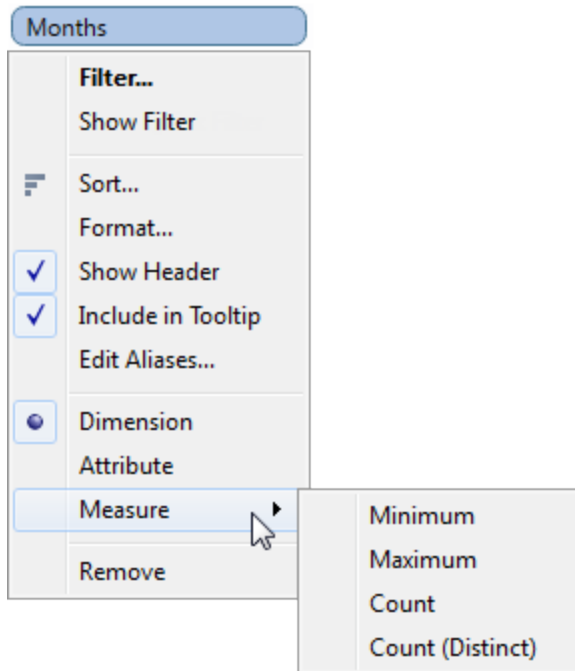 Months
Filter...
Show Filter
Sort...
Format...
Show Header
Include in Tooltip
Edit Aliases...
Dimension
Attribute
Measure
Remove
Minimum
Maximum
Count
Count (Distinct)